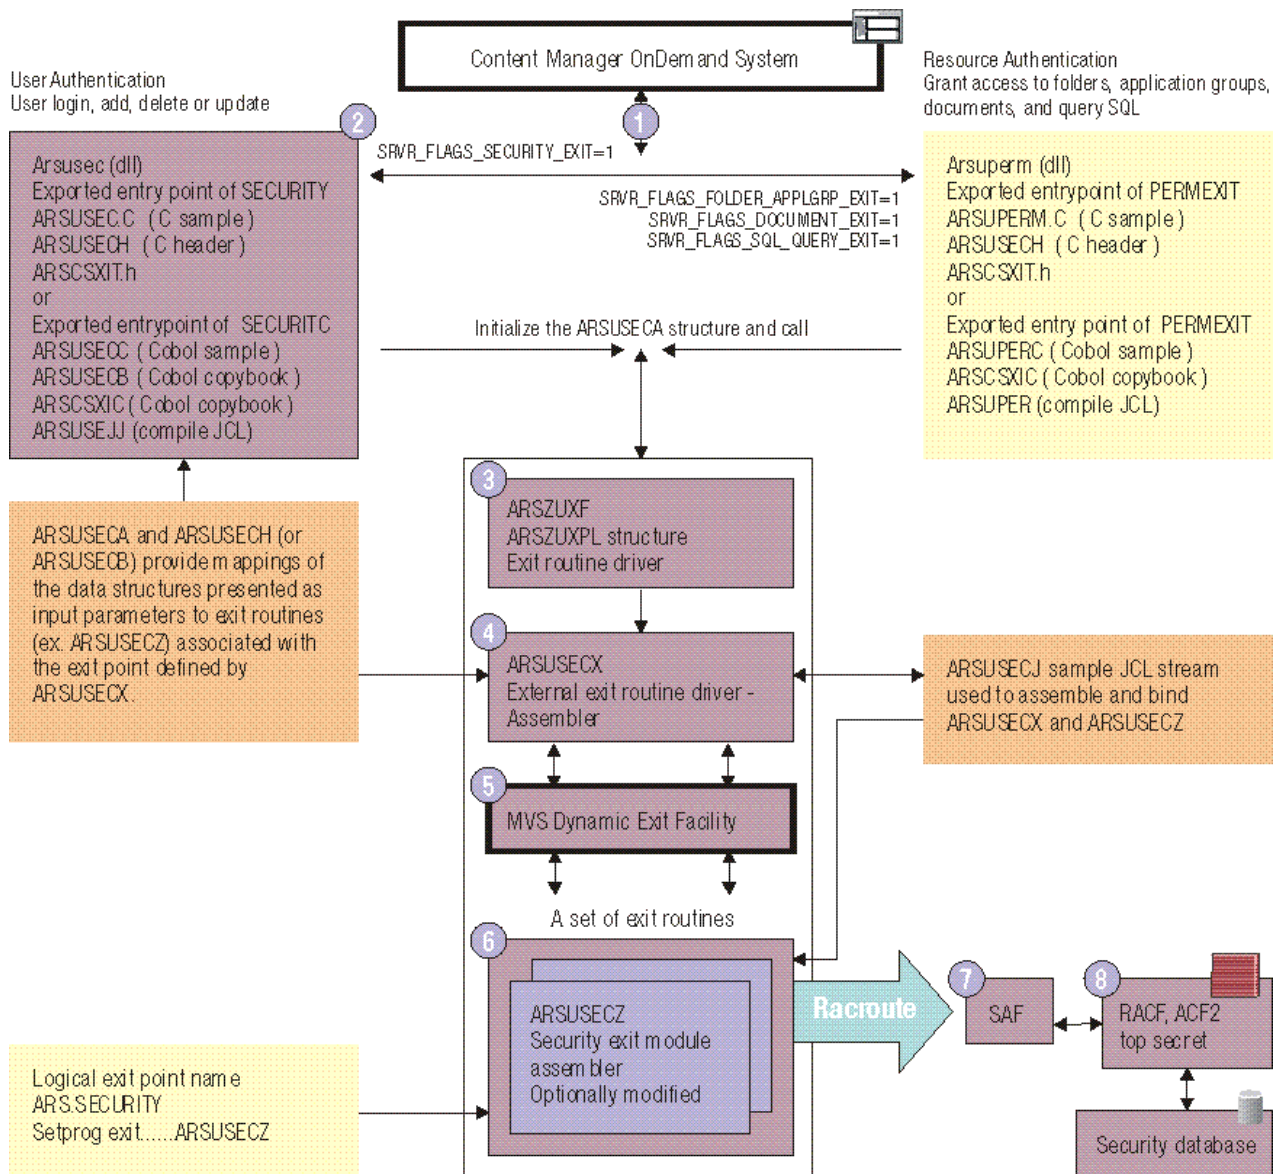 Content Manager OnDemand System
User Authentication
User login, add, delete or update
Resource Authentication
Grant access to folders, application groups,
documents, and query SQL
1
2
SRVR_FLAGS_SECURITY_EXIT=1
SRVR_FLAGS_FOLDER_APPLGRP_EXIT=1
SRVR_FLAGS_DOCUMENT_EXIT=1
SRVR_FLAGS_SQL_QUERY_EXIT=1
Arsusec (dll)
Exported entry point of SECURITY
ARSUSEC.C (C sample)
ARSUSECH (C header)
ARSCSXIT.h
or
Exported entrypoint of SECURITC
ARSUSECC (Cobol sample)
ARSUSECB (Cobol copybook)
ARSCSXIC (Cobol copybook)
ARSUSEJJ (compile JCL)
Arsuperm (dll)
Exported entrypoint of PERMEXIT
ARSUPERM.C (C sample)
ARSUSECH (C header)
ARSCSXIT.h
or
Exported entry point of PERMEXIT
ARSUPERC (Cobol sample)
ARSCSXIC (Cobol copybook)
ARSUPER (compile JCL)
Initialize the ARSUSECA structure and call
3
ARSZUXF
ARSZUXPL structure
Exit routine driver
ARSUSECA and ARSUSECH (or
ARSUSECB) provide mappings of
the data structures presented as
input parameters to exit routines
(ex. ARSUSECZ) associated with
the exit point defined by
ARSUSECX.
4
ARSUSECX
External exit routine driver -
Assembler
ARSUSECJ sample JCL stream
used to assemble and bind
ARSUSECX and ARSUSECZ
5
MVS Dynamic Exit Facility
A set of exit routines
6
ARSUSECZ
Security exit module
assembler
Optionally modified
Racroute
7
SAF
8
RACF, ACF2
top secret
Security database
Logical exit point name
ARS.SECURITY
Setprog exit......ARSUSECZ